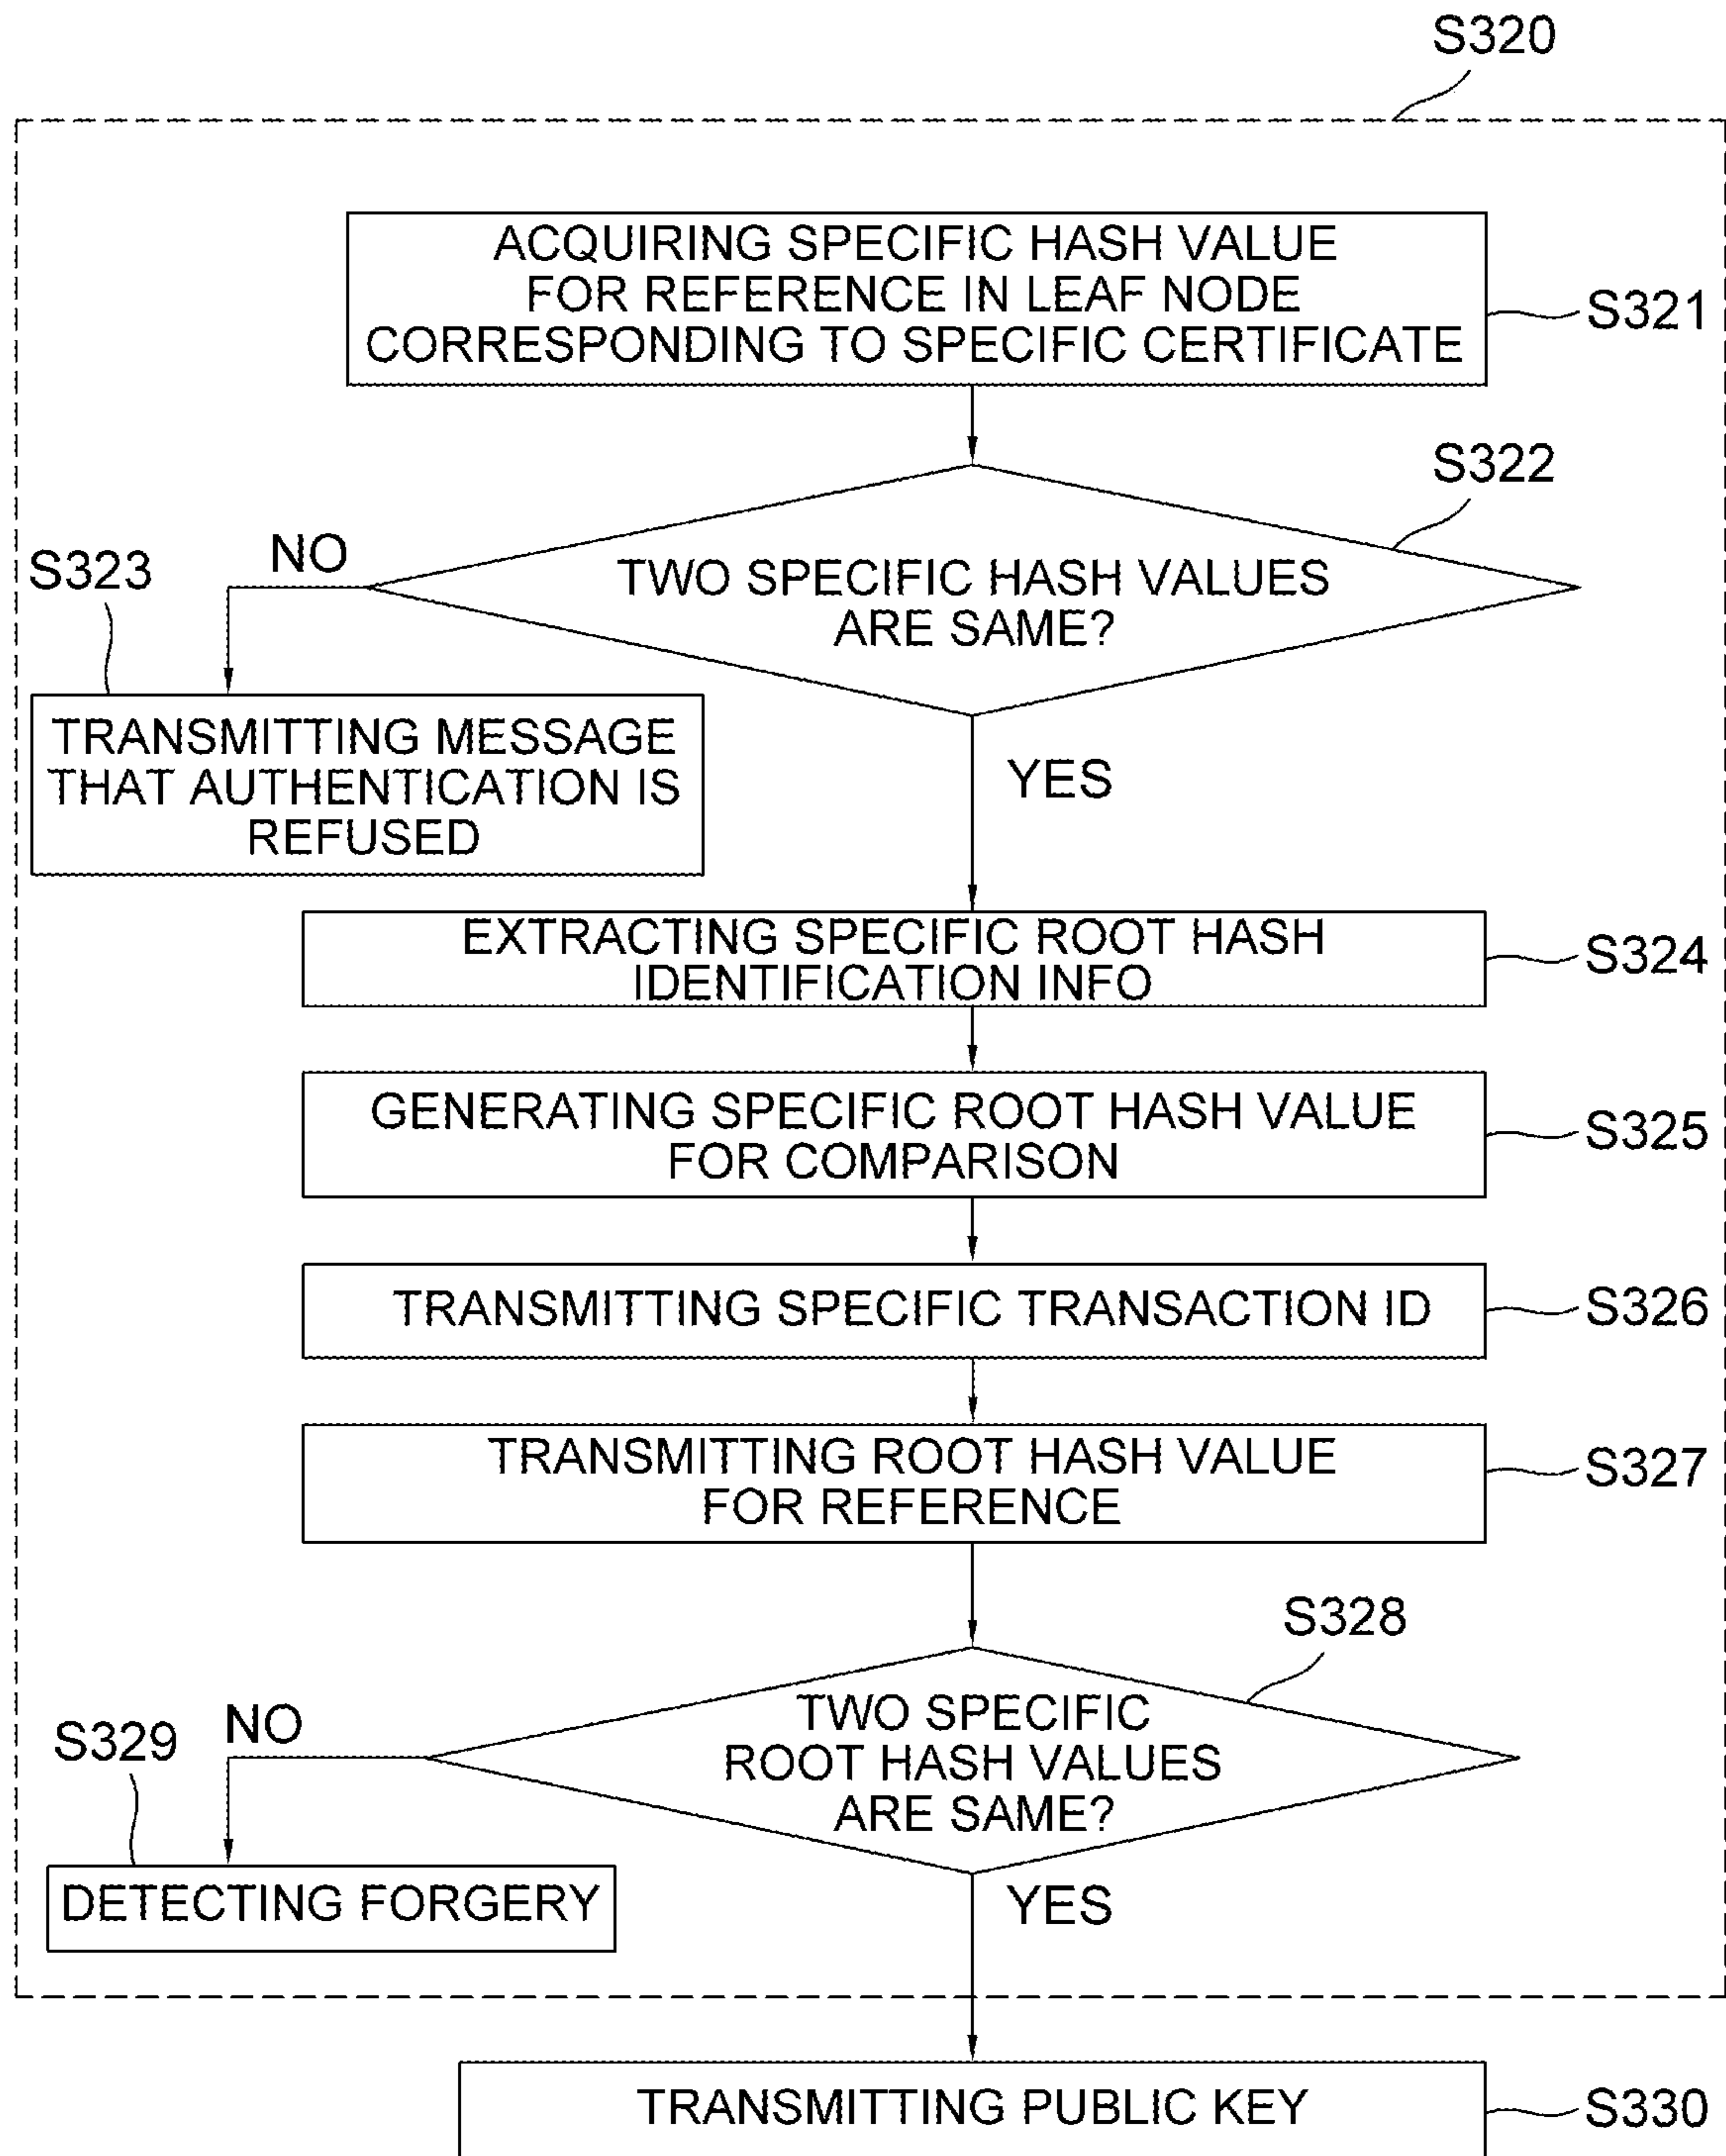 S320
ACQUIRING SPECIFIC HASH VALUE
FOR REFERENCE IN LEAF NODE
CORRESPONDING TO SPECIFIC CERTIFICATE
S321
S322
TWO SPECIFIC HASH VALUES
ARE SAME?
NO
S323
TRANSMITTING MESSAGE
THAT AUTHENTICATION IS
REFUSED
YES
EXTRACTING SPECIFIC ROOT HASH
IDENTIFICATION INFO
S324
GENERATING SPECIFIC ROOT HASH VALUE
FOR COMPARISON
S325
TRANSMITTING SPECIFIC TRANSACTION ID
S326
TRANSMITTING ROOT HASH VALUE
FOR REFERENCE
S327
S328
TWO SPECIFIC
ROOT HASH VALUES
ARE SAME?
NO
S329
DETECTING FORGERY
YES
TRANSMITTING PUBLIC KEY
S330